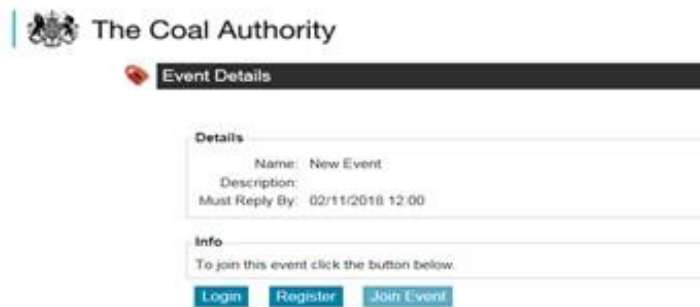 The Coal Authority
Event Details
Details
Name: New Event
Description:
Must Reply By: 02/11/2018 12:00
Info
To join this event click the button below.
Login Register Join Event